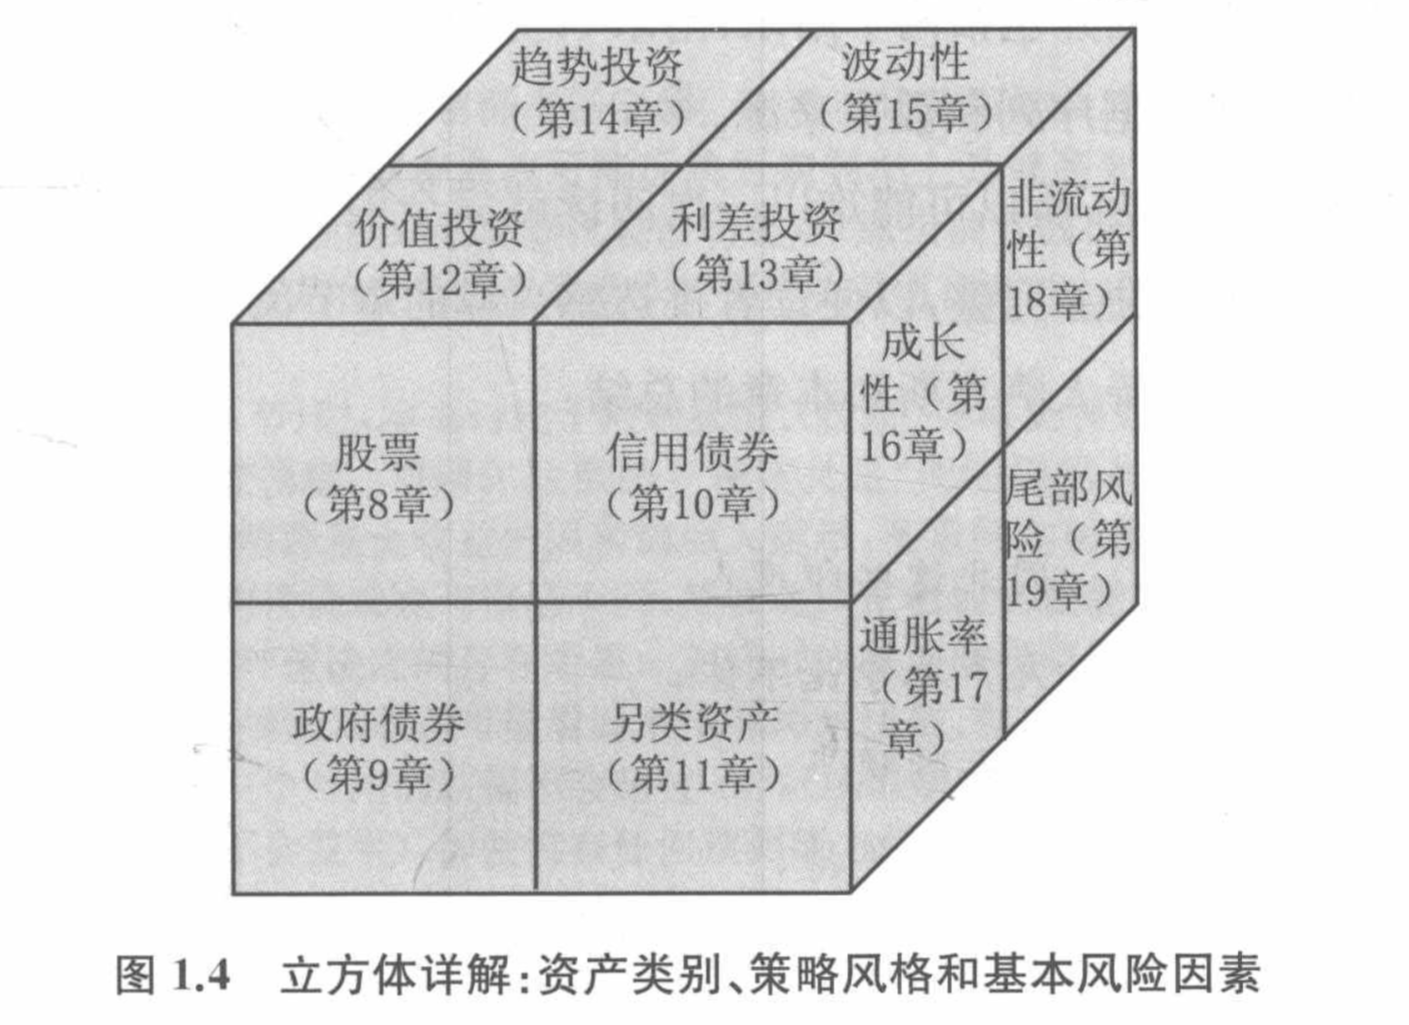 趋势投资
（第14章）
波动性
（第15章）
价值投资
（第12章）
利差投资
（第13章）
股票
（第8章）
信用债券
（第10章）
政府债券
（第9章）
另类资产
（第11章）
成长
性（第
16章）
非流动
性（第
18章）
通胀率
（第17
章）
尾部风
险（第
19章）
图 1.4 立方体详解：资产类别、策略风格和基本风险因素